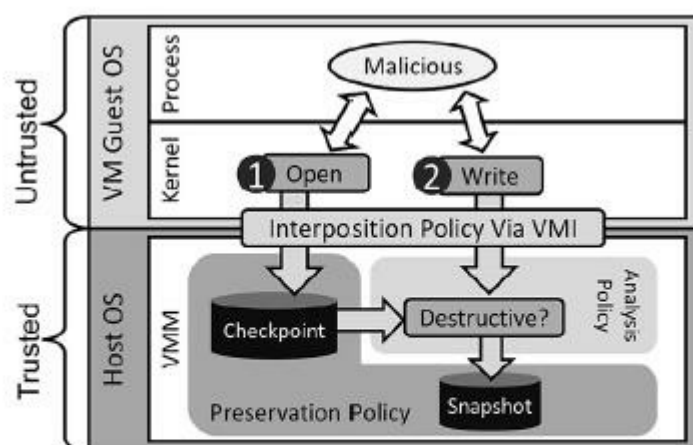 Untrusted
VM Guest OS
Process
Malicious
Kernel
1 Open
2 Write
Interposition Policy Via VMI
Trusted
Host OS
VMM
Checkpoint
Destructive?
Analysis
Policy
Preservation Policy
Snapshot